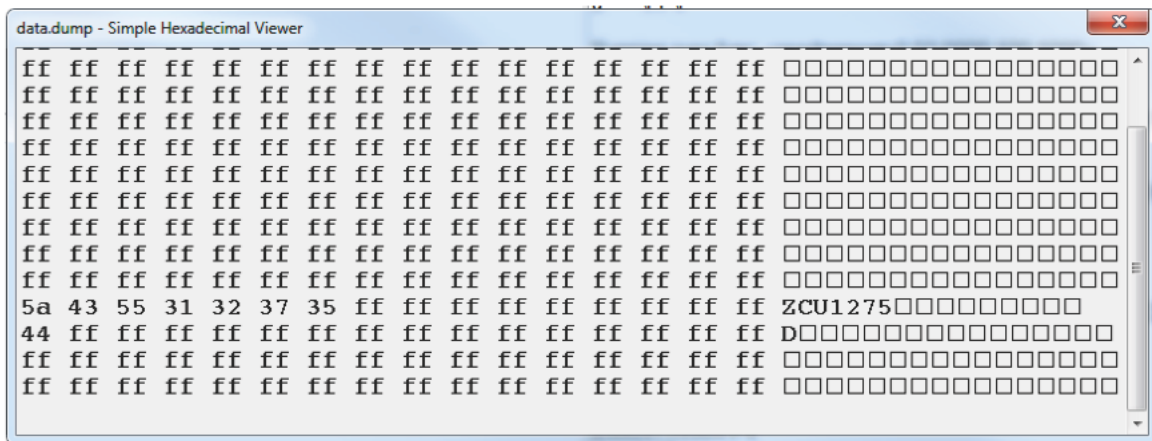 data.dump - Simple Hexadecimal Viewer
ff ff ff ff ff ff ff ff ff ff ff ff ff ff ff ff □□□□□□□□□□□□□□□□
ff ff ff ff ff ff ff ff ff ff ff ff ff ff ff ff □□□□□□□□□□□□□□□□
ff ff ff ff ff ff ff ff ff ff ff ff ff ff ff ff □□□□□□□□□□□□□□□□
ff ff ff ff ff ff ff ff ff ff ff ff ff ff ff ff □□□□□□□□□□□□□□□□
ff ff ff ff ff ff ff ff ff ff ff ff ff ff ff ff □□□□□□□□□□□□□□□□
ff ff ff ff ff ff ff ff ff ff ff ff ff ff ff ff □□□□□□□□□□□□□□□□
ff ff ff ff ff ff ff ff ff ff ff ff ff ff ff ff □□□□□□□□□□□□□□□□
ff ff ff ff ff ff ff ff ff ff ff ff ff ff ff ff □□□□□□□□□□□□□□□□
ff ff ff ff ff ff ff ff ff ff ff ff ff ff ff ff □□□□□□□□□□□□□□□□
5a 43 55 31 32 37 35 ff ff ff ff ff ff ff ff ff ZCU1275□□□□□□□□□
44 ff ff ff ff ff ff ff ff ff ff ff ff ff ff ff D□□□□□□□□□□□□□□□
ff ff ff ff ff ff ff ff ff ff ff ff ff ff ff ff □□□□□□□□□□□□□□□□
ff ff ff ff ff ff ff ff ff ff ff ff ff ff ff ff □□□□□□□□□□□□□□□□